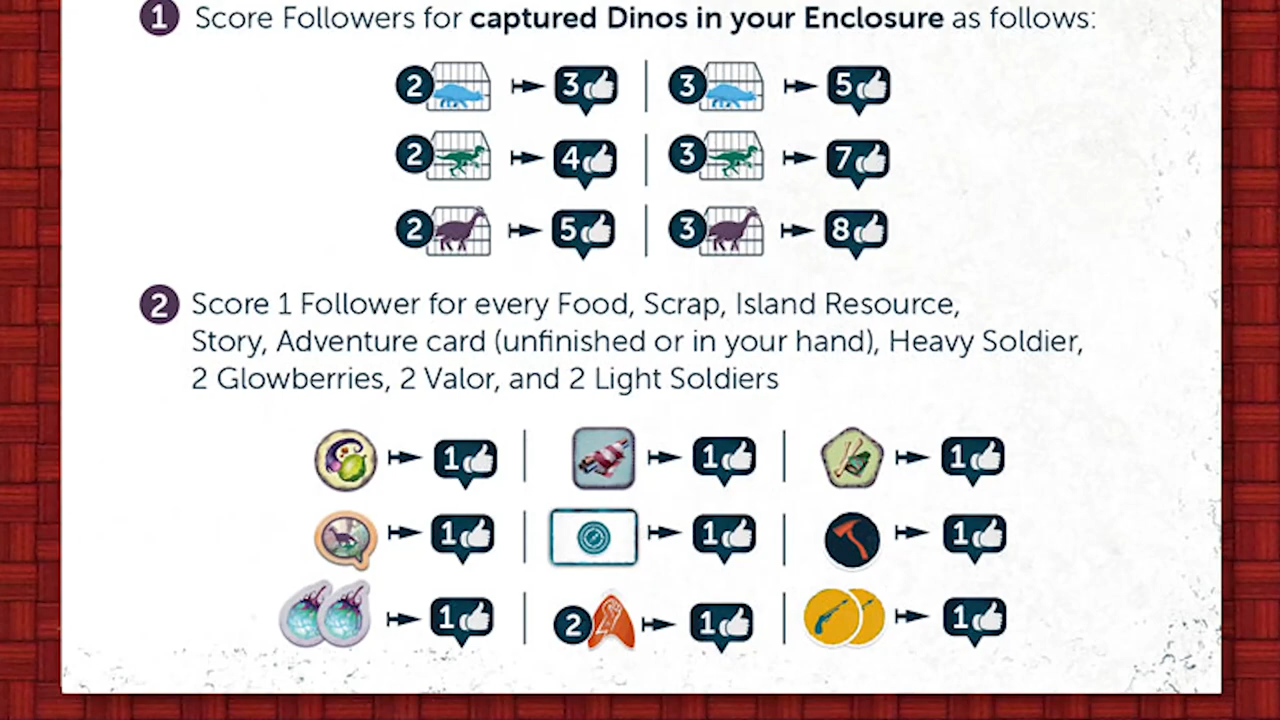 1 Score Followers for captured Dinos in your Enclosure as follows:
2 3 3 5
2 4 3 7
2 5 3 8
2 Score 1 Follower for every Food, Scrap, Island Resource,
Story, Adventure card (unfinished or in your hand), Heavy Soldier,
2 Glowberries, 2 Valor, and 2 Light Soldiers
1 1 1
1 1 1
1 2 1 1